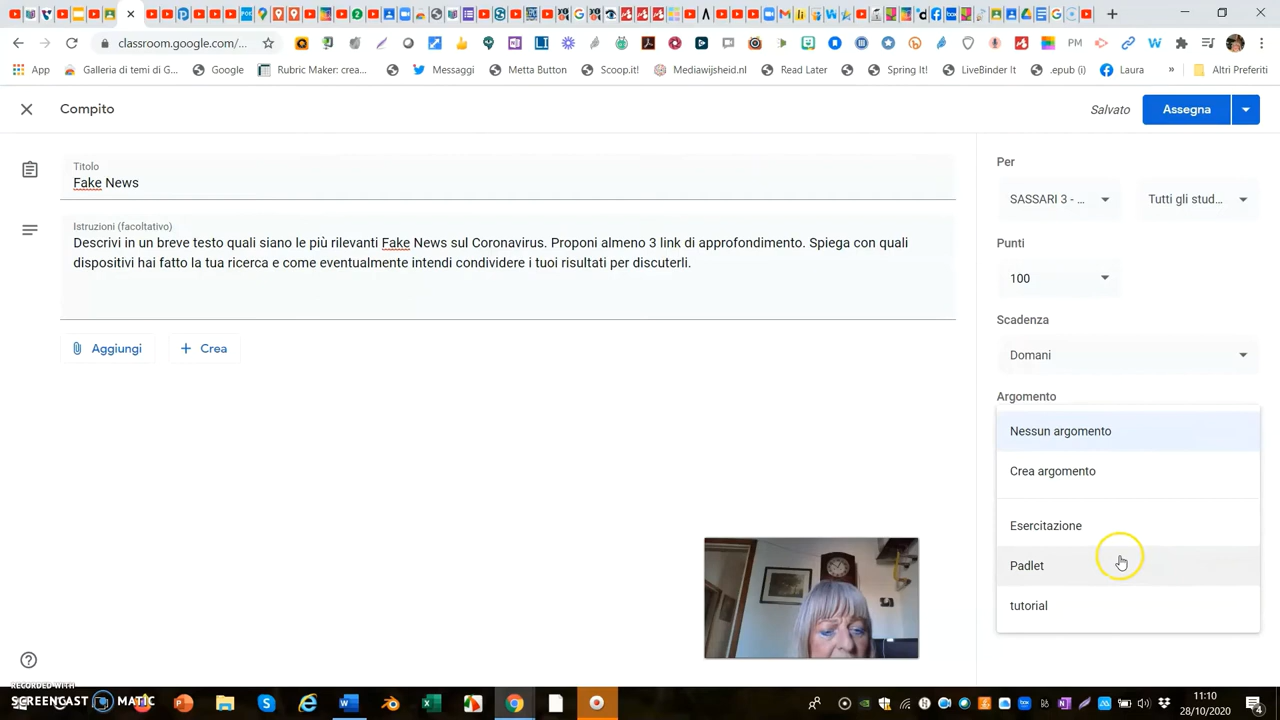 classroom.google.com/...
PM
App
Galleria di temi di G...
Google
Rubric Maker: crea...
Messaggi
Metta Button
Scoop.it!
Mediawijsheid.nl
Read Later
Spring It!
LiveBinder It
.epub (i)
Laura
»
Altri Preferiti
Compito
Salvato
Assegna
Titolo
Fake News
Istruzioni (facoltativo)
Descrivi in un breve testo quali siano le più rilevanti Fake News sul Coronavirus. Proponi almeno 3 link di approfondimento. Spiega con quali
dispositivi hai fatto la tua ricerca e come eventualmente intendi condividere i tuoi risultati per discuterli.
Aggiungi
Crea
Per
SASSARI 3 - ...
Tutti gli stud...
Punti
100
Scadenza
Domani
Argomento
Nessun argomento
Crea argomento
Esercitazione
Padlet
tutorial
RECORDED WITH
SCREENCAST MATIC
11:10
28/10/2020